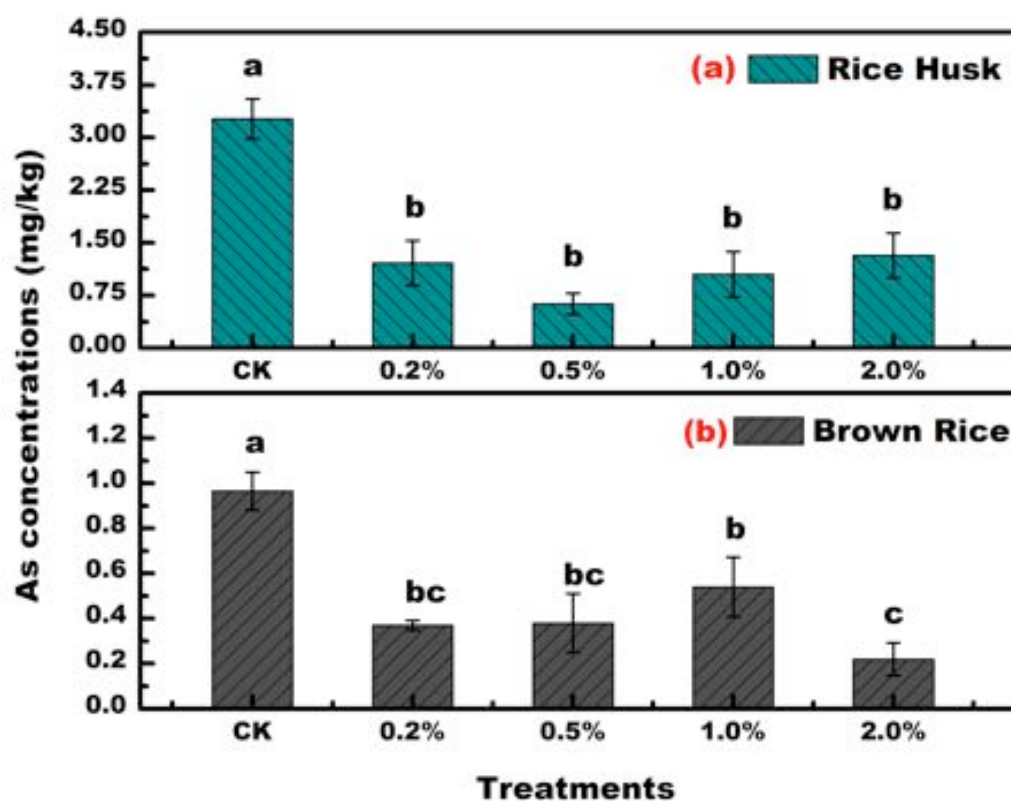 As concentrations (mg/kg)
4.50
3.75
3.00
2.25
1.50
0.75
0.00
(a) Rice Husk
a
b
b
b
b
CK 0.2% 0.5% 1.0% 2.0%
1.4
1.2
1.0
0.8
0.6
0.4
0.2
0.0
(b) Brown Rice
a
bc
bc
b
c
CK 0.2% 0.5% 1.0% 2.0%
Treatments